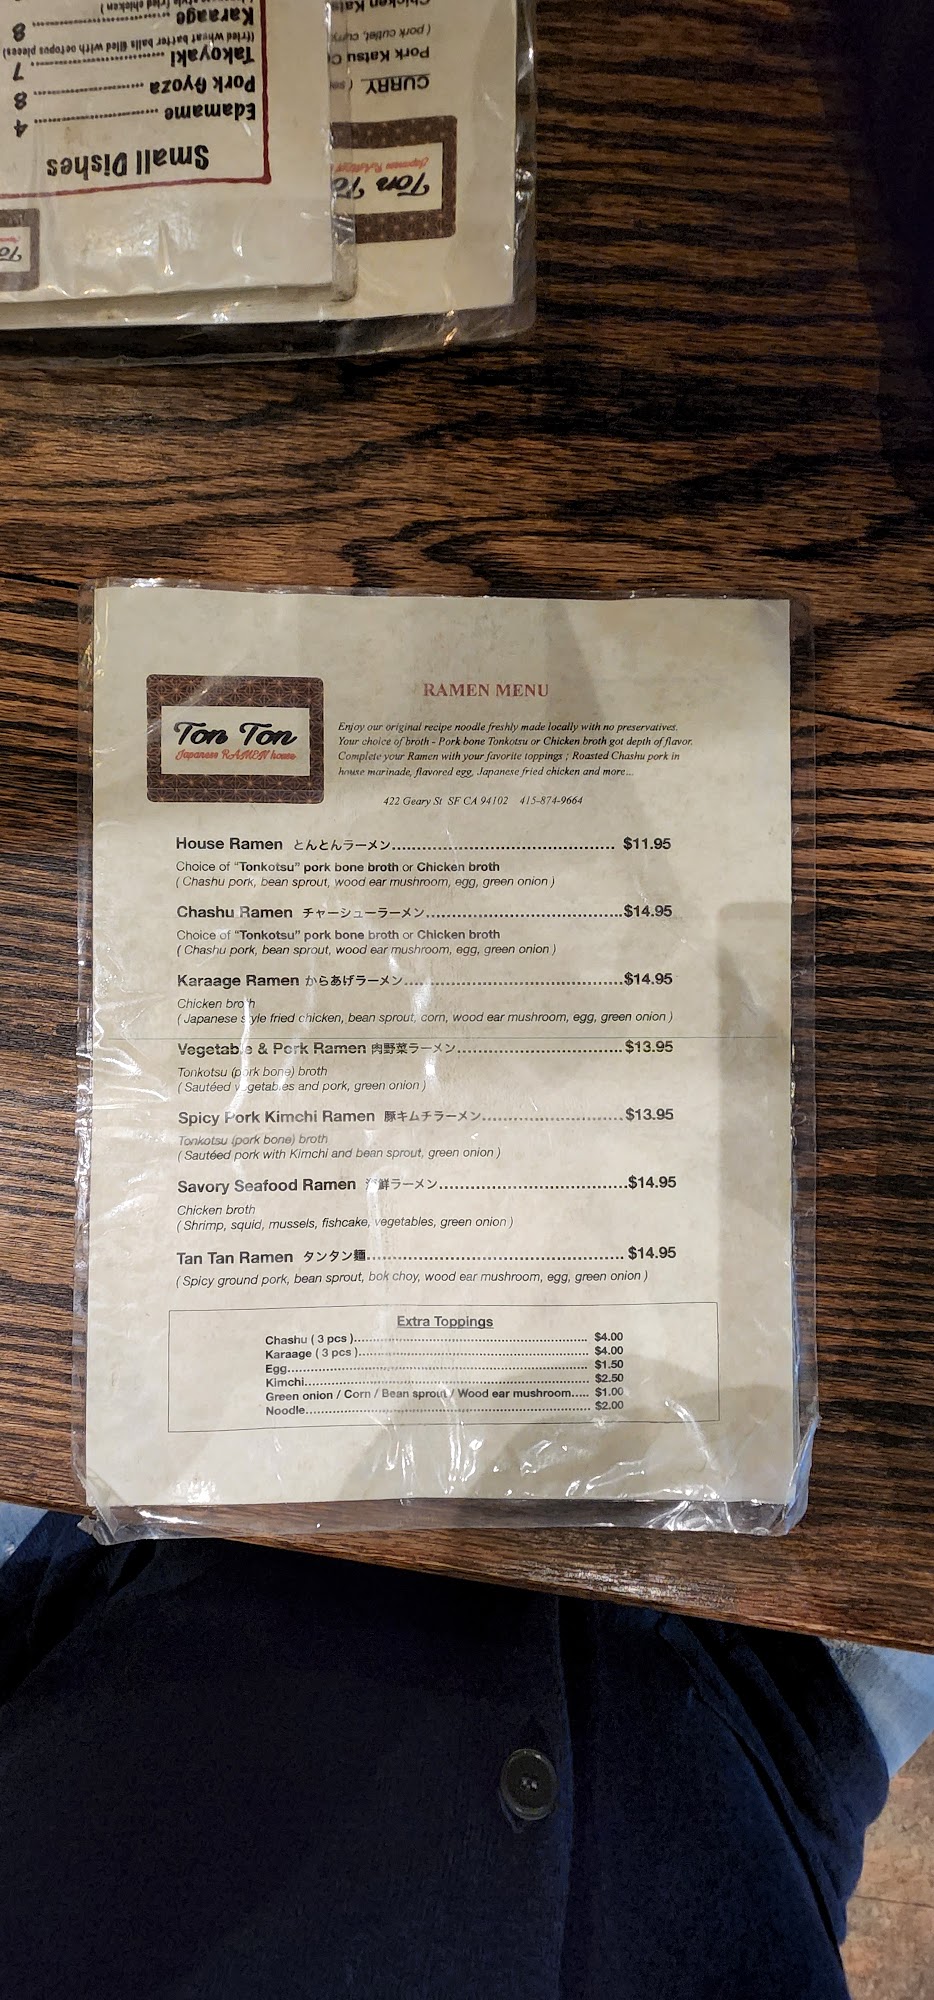 Chicken Kats
( pork cutlet, curry
Pork Katsu C
CURRY ( se
Ton To
Japanese RAMEN
Karaage 8
(fried wheat barter balls filled wirth octopus pieces)
Takoyaki 7
Pork Gyoza 8
Edamame 4
Small Dishes
RAMEN MENU
Ton Ton
Japanese RAMEN house
Enjoy our original recipe noodle freshly made locally with no preservatives.
Your choice of broth - Pork bone Tonkotsu or Chicken broth got depth of flavor.
Complete your Ramen with your favorite toppings ; Roasted Chashu pork in
house marinade, flavored egg, Japanese fried chicken and more...
422 Geary St SF CA 94102 415-874-9664
House Ramen とんとんラーメン........................................ $11.95
Choice of "Tonkotsu" pork bone broth or Chicken broth
( Chashu pork, bean sprout, wood ear mushroom, egg, green onion )
Chashu Ramen チャーシューラーメン...................................$14.95
Choice of "Tonkotsu" pork bone broth or Chicken broth
( Chashu pork, bean sprout, wood ear mushroom, egg, green onion )
Karaage Ramen からあげラーメン.......................................$14.95
Chicken broth
( Japanese style fried chicken, bean sprout, corn, wood ear mushroom, egg, green onion )
Vegetable & Pork Ramen 肉野菜ラーメン.............................$13.95
Tonkotsu (pork bone) broth
( Sautéed vegetables and pork, green onion )
Spicy Pork Kimchi Ramen 豚キムチラーメン.........................$13.95
Tonkotsu (pork bone) broth
( Sautéed pork with Kimchi and bean sprout, green onion )
Savory Seafood Ramen 海鮮ラーメン.................................$14.95
Chicken broth
( Shrimp, squid, mussels, fishcake, vegetables, green onion )
Tan Tan Ramen タンタン麺.............................................. $14.95
( Spicy ground pork, bean sprout, bok choy, wood ear mushroom, egg, green onion )
Extra Toppings
Chashu ( 3 pcs ).......................................................... $4.00
Karaage ( 3 pcs )......................................................... $4.00
Egg........................................................................... $1.50
Kimchi....................................................................... $2.50
Green onion / Corn / Bean sprout / Wood ear mushroom..... $1.00
Noodle....................................................................... $2.00